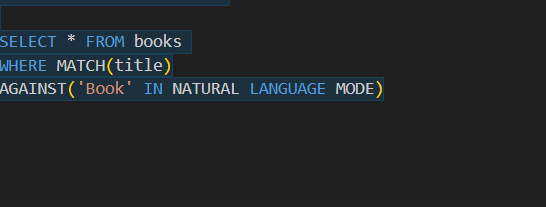 SELECT * FROM books
WHERE MATCH(title)
AGAINST('Book' IN NATURAL LANGUAGE MODE)